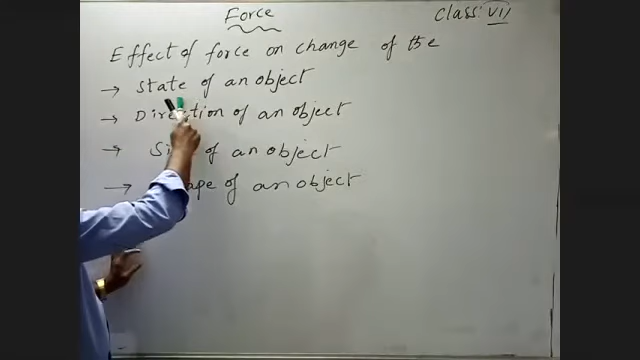 Force
Class: VII
Effect of force on change of the
→ State of an object
→ Direction of an object
→ of an object
→ of an object